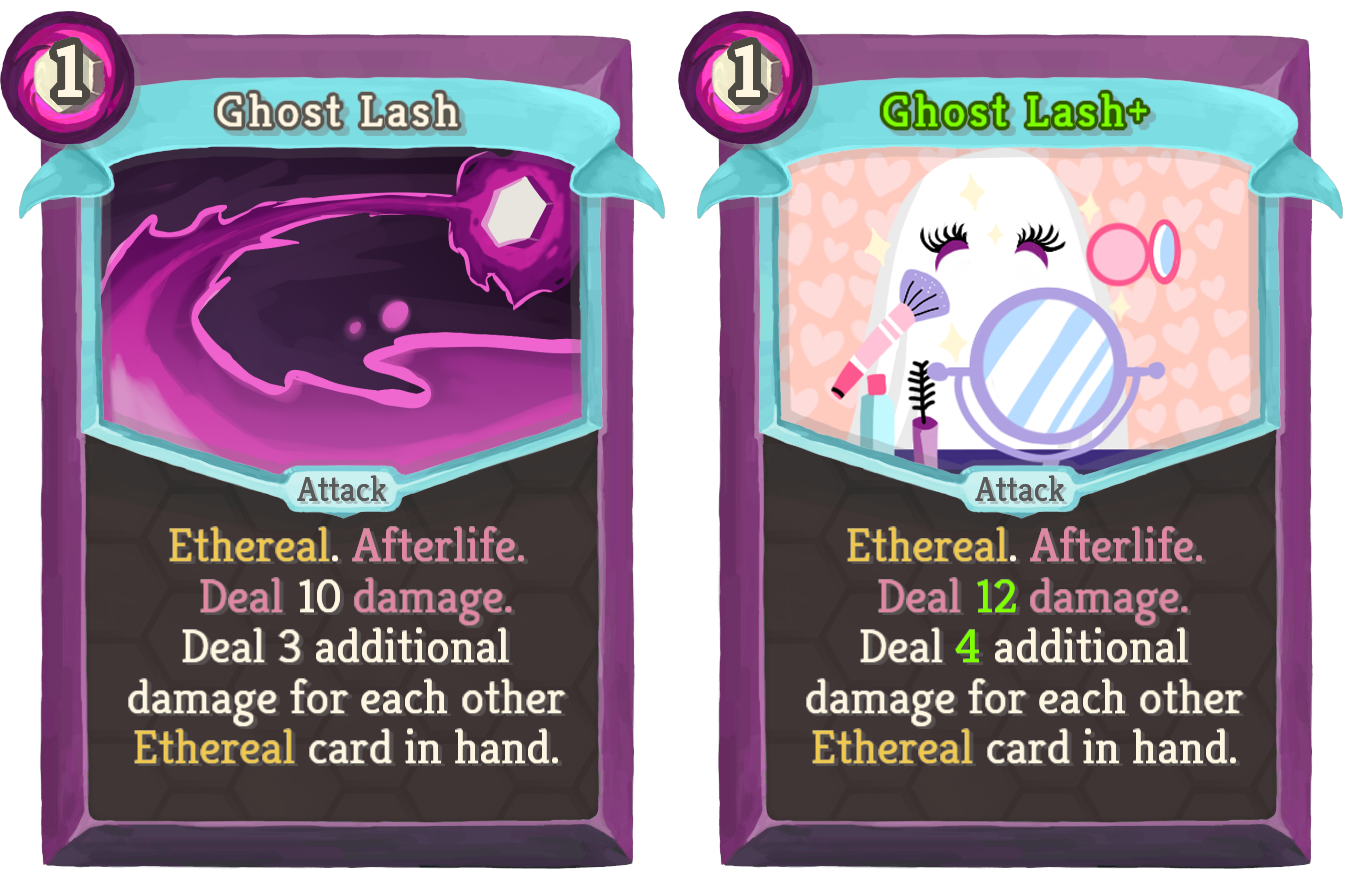 1
Ghost Lash
Attack
Ethereal. Afterlife.
Deal 10 damage.
Deal 3 additional
damage for each other
Ethereal card in hand.
1
Ghost Lash+
Attack
Ethereal. Afterlife.
Deal 12 damage.
Deal 4 additional
damage for each other
Ethereal card in hand.